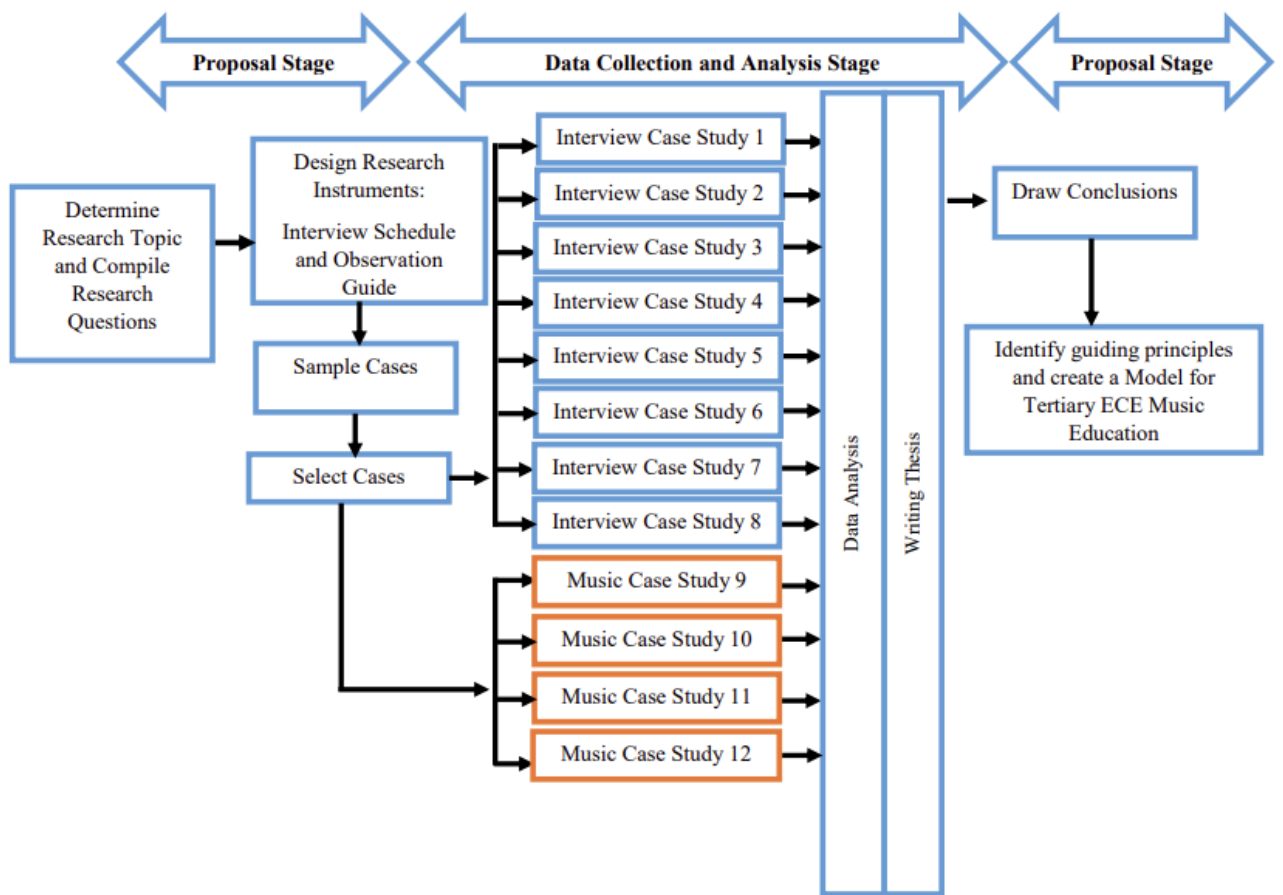 Proposal Stage
Data Collection and Analysis Stage
Proposal Stage
Determine
Research Topic
and Compile
Research
Questions
Design Research
Instruments:
Interview Schedule
and Observation
Guide
Sample Cases
Select Cases
Interview Case Study 1
Interview Case Study 2
Interview Case Study 3
Interview Case Study 4
Interview Case Study 5
Interview Case Study 6
Interview Case Study 7
Interview Case Study 8
Music Case Study 9
Music Case Study 10
Music Case Study 11
Music Case Study 12
Data Analysis
Writing Thesis
Draw Conclusions
Identify guiding principles
and create a Model for
Tertiary ECE Music
Education